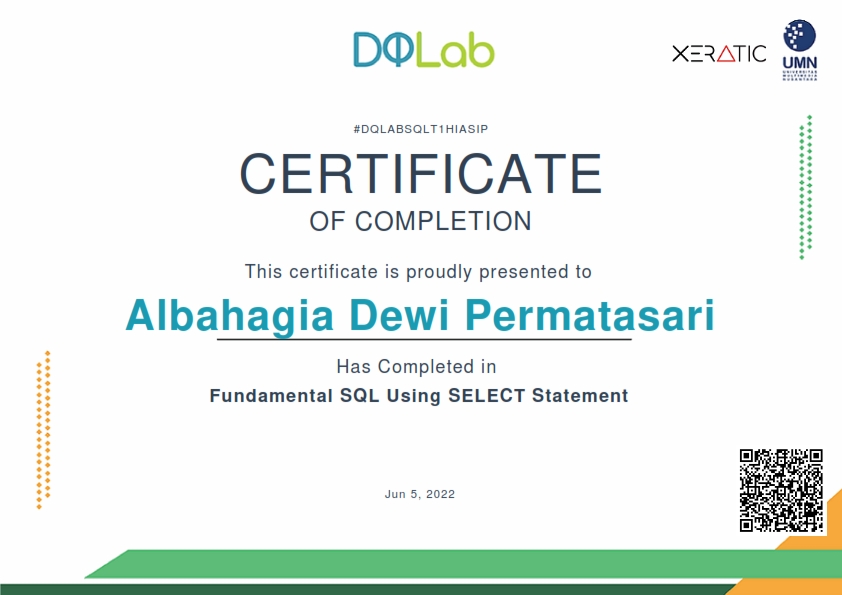 DQLab
XERATIC
UMN
UNIVERSITAS
MULTIMEDIA
NUSANTARA
#DQLABSQLT1HIASIP
CERTIFICATE
OF COMPLETION
This certificate is proudly presented to
Albahagia Dewi Permatasari
Has Completed in
Fundamental SQL Using SELECT Statement
Jun 5, 2022